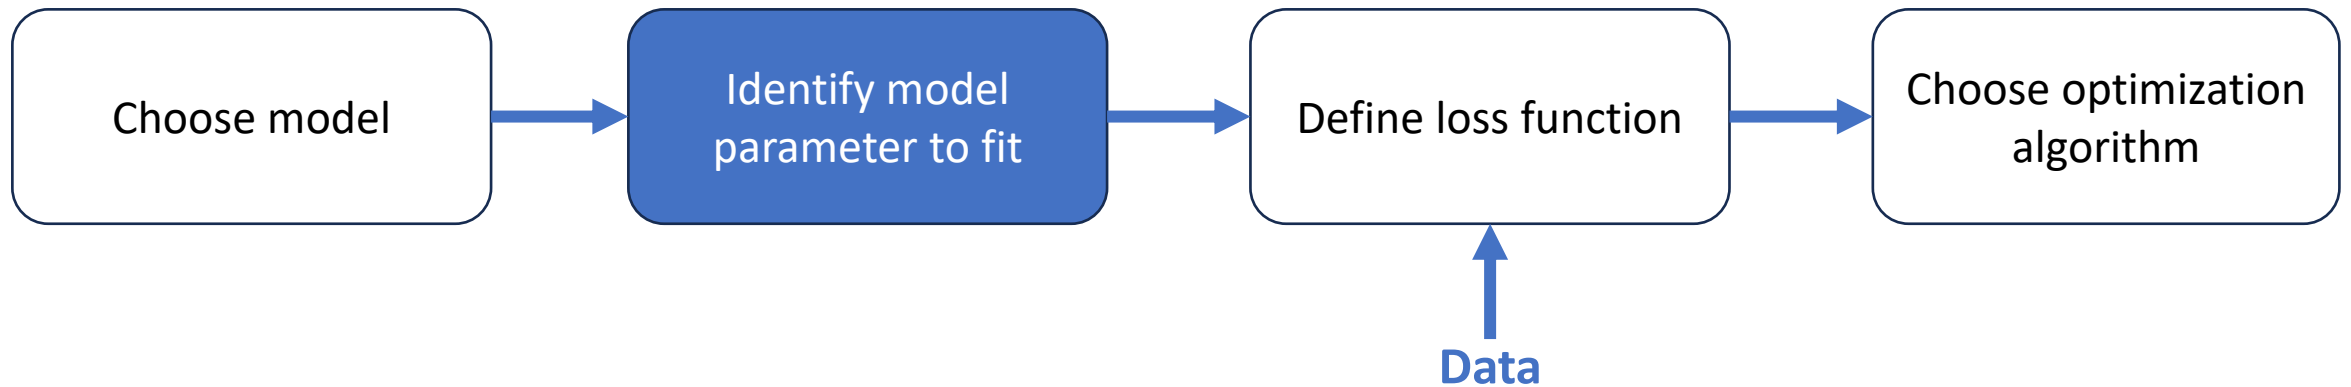 Choose model
Identify model
parameter to fit
Define loss function
Choose optimization
algorithm
Data